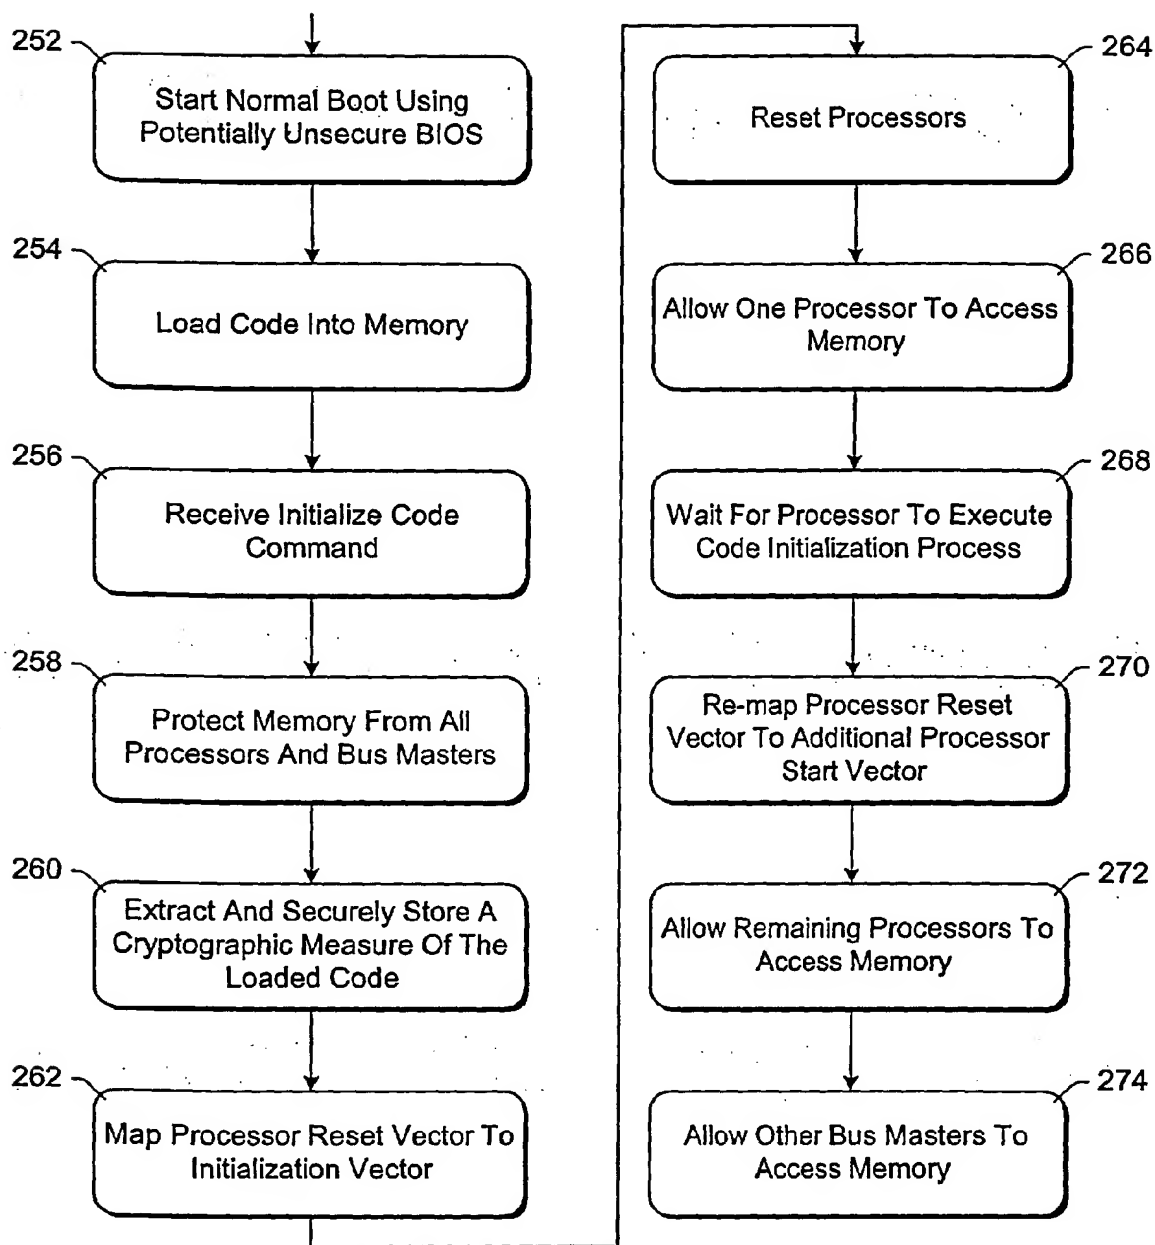 252
Start Normal Boot Using
Potentially Unsecure BIOS
254
Load Code Into Memory
256
Receive Initialize Code
Command
258
Protect Memory From All
Processors And Bus Masters
260
Extract And Securely Store A
Cryptographic Measure Of The
Loaded Code
262
Map Processor Reset Vector To
Initialization Vector
264
Reset Processors
266
Allow One Processor To Access
Memory
268
Wait For Processor To Execute
Code Initialization Process
270
Re-map Processor Reset
Vector To Additional Processor
Start Vector
272
Allow Remaining Processors To
Access Memory
274
Allow Other Bus Masters To
Access Memory